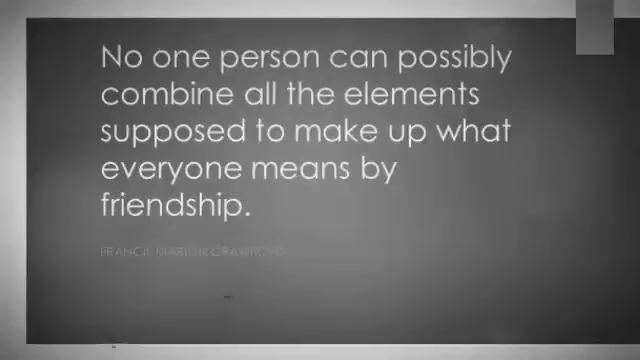 No one person can possibly
combine all the elements
supposed to make up what
everyone means by
friendship.
FRANCIS MARION CRAWFORD